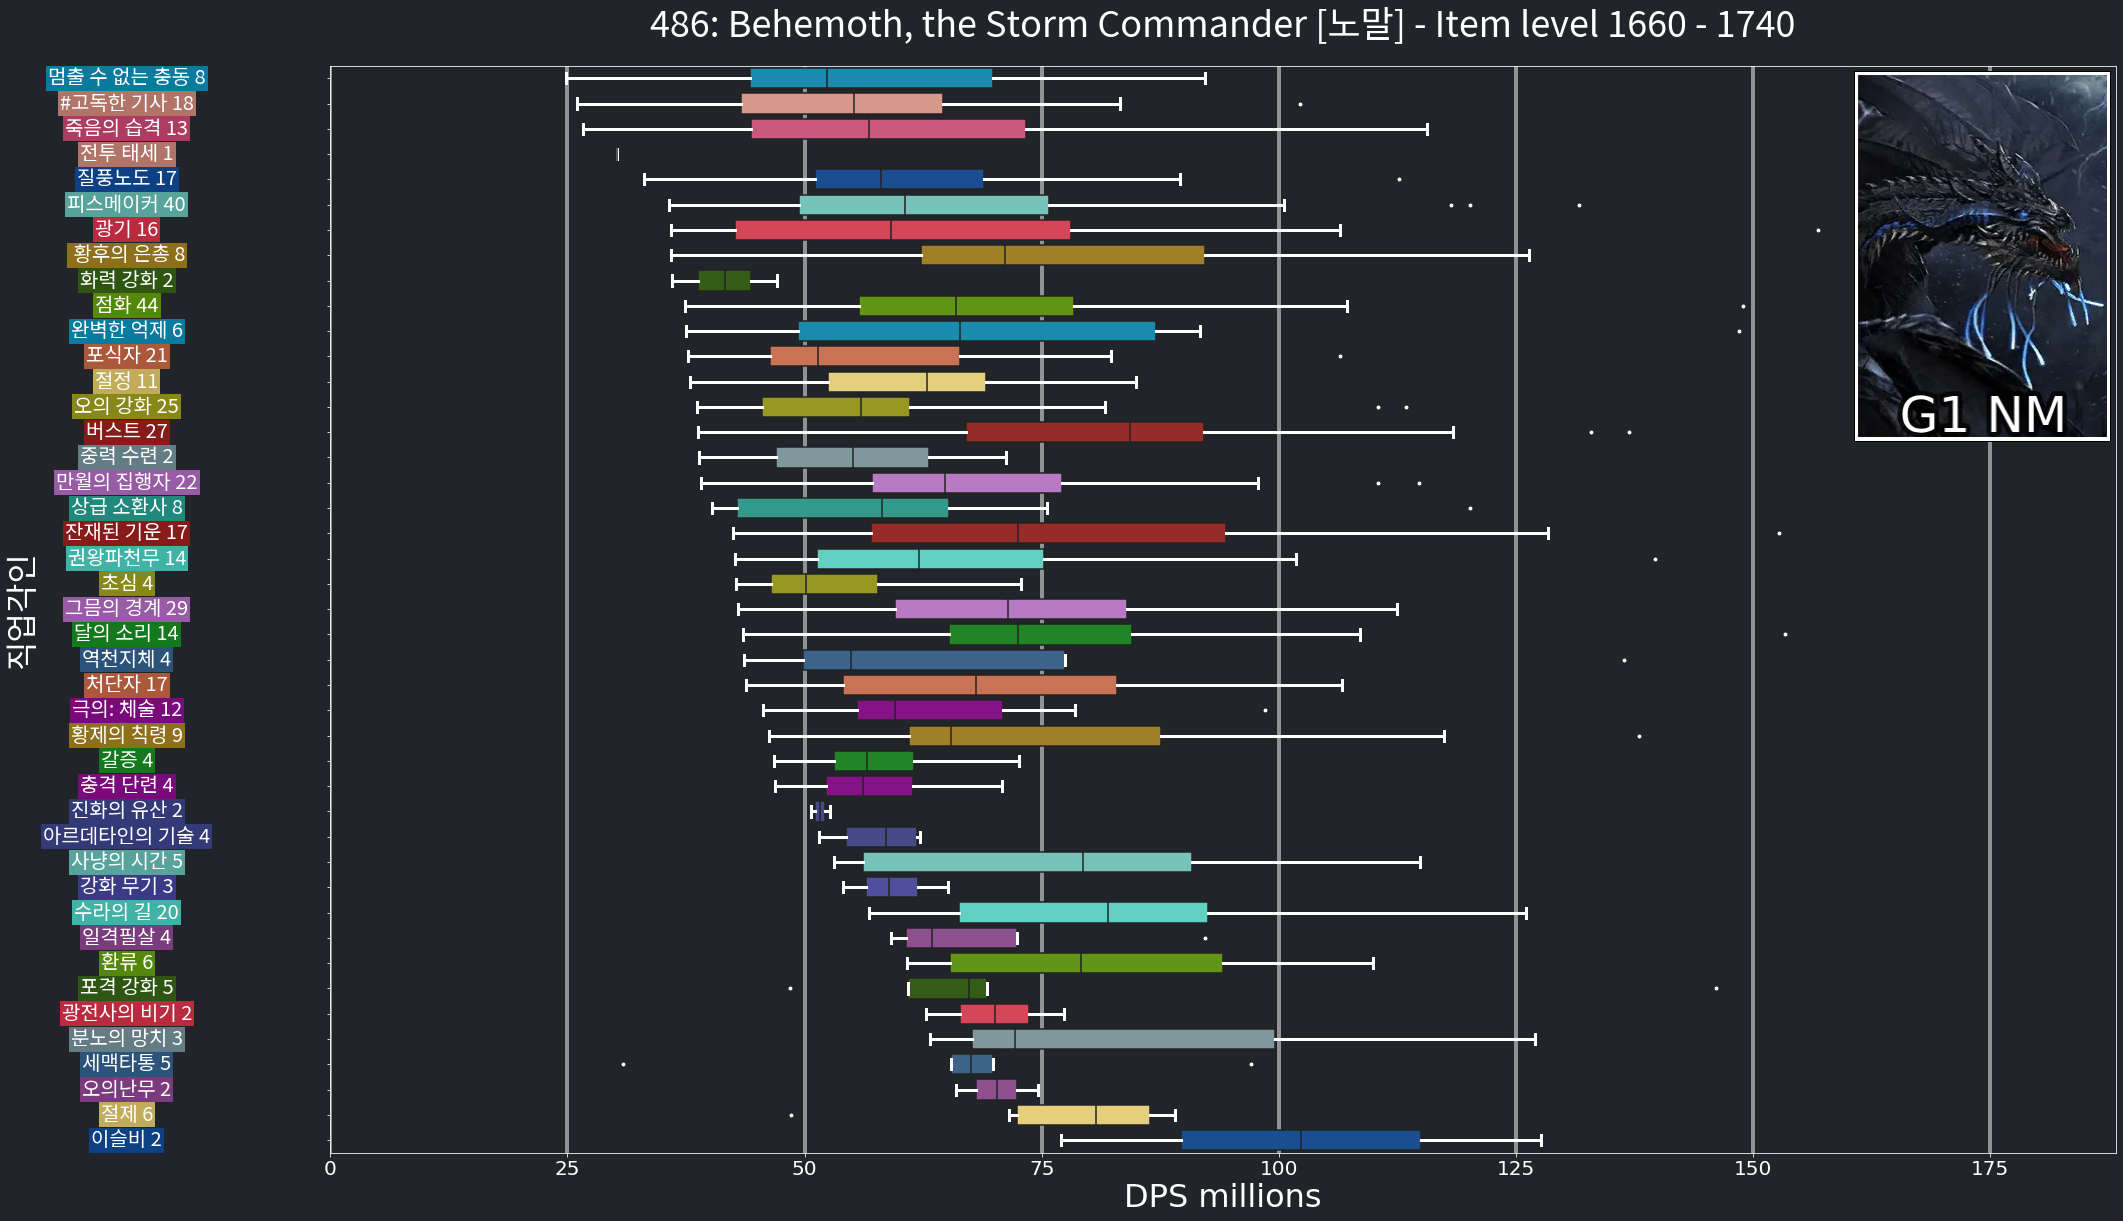 486: Behemoth, the Storm Commander [노말] - Item level 1660 - 1740
멈출 수 없는 충동 8
#고독한 기사 18
죽음의 습격 13
전투 태세 1
질풍노도 17
피스메이커 40
광기 16
황후의 은총 8
화력 강화 2
점화 44
완벽한 억제 6
포식자 21
절정 11
오의 강화 25
버스트 27
중력 수련 2
만월의 집행자 22
상급 소환사 8
잔재된 기운 17
권왕파천무 14
초심 4
그믐의 경계 29
달의 소리 14
역천지체 4
처단자 17
극의: 체술 12
황제의 칙령 9
갈증 4
충격 단련 4
진화의 유산 2
아르데타인의 기술 4
사냥의 시간 5
강화 무기 3
수라의 길 20
일격필살 4
환류 6
포격 강화 5
광전사의 비기 2
분노의 망치 3
세맥타통 5
오의난무 2
절제 6
이슬비 2
직업각인
G1 NM
0 25 50 75 100 125 150 175
DPS millions